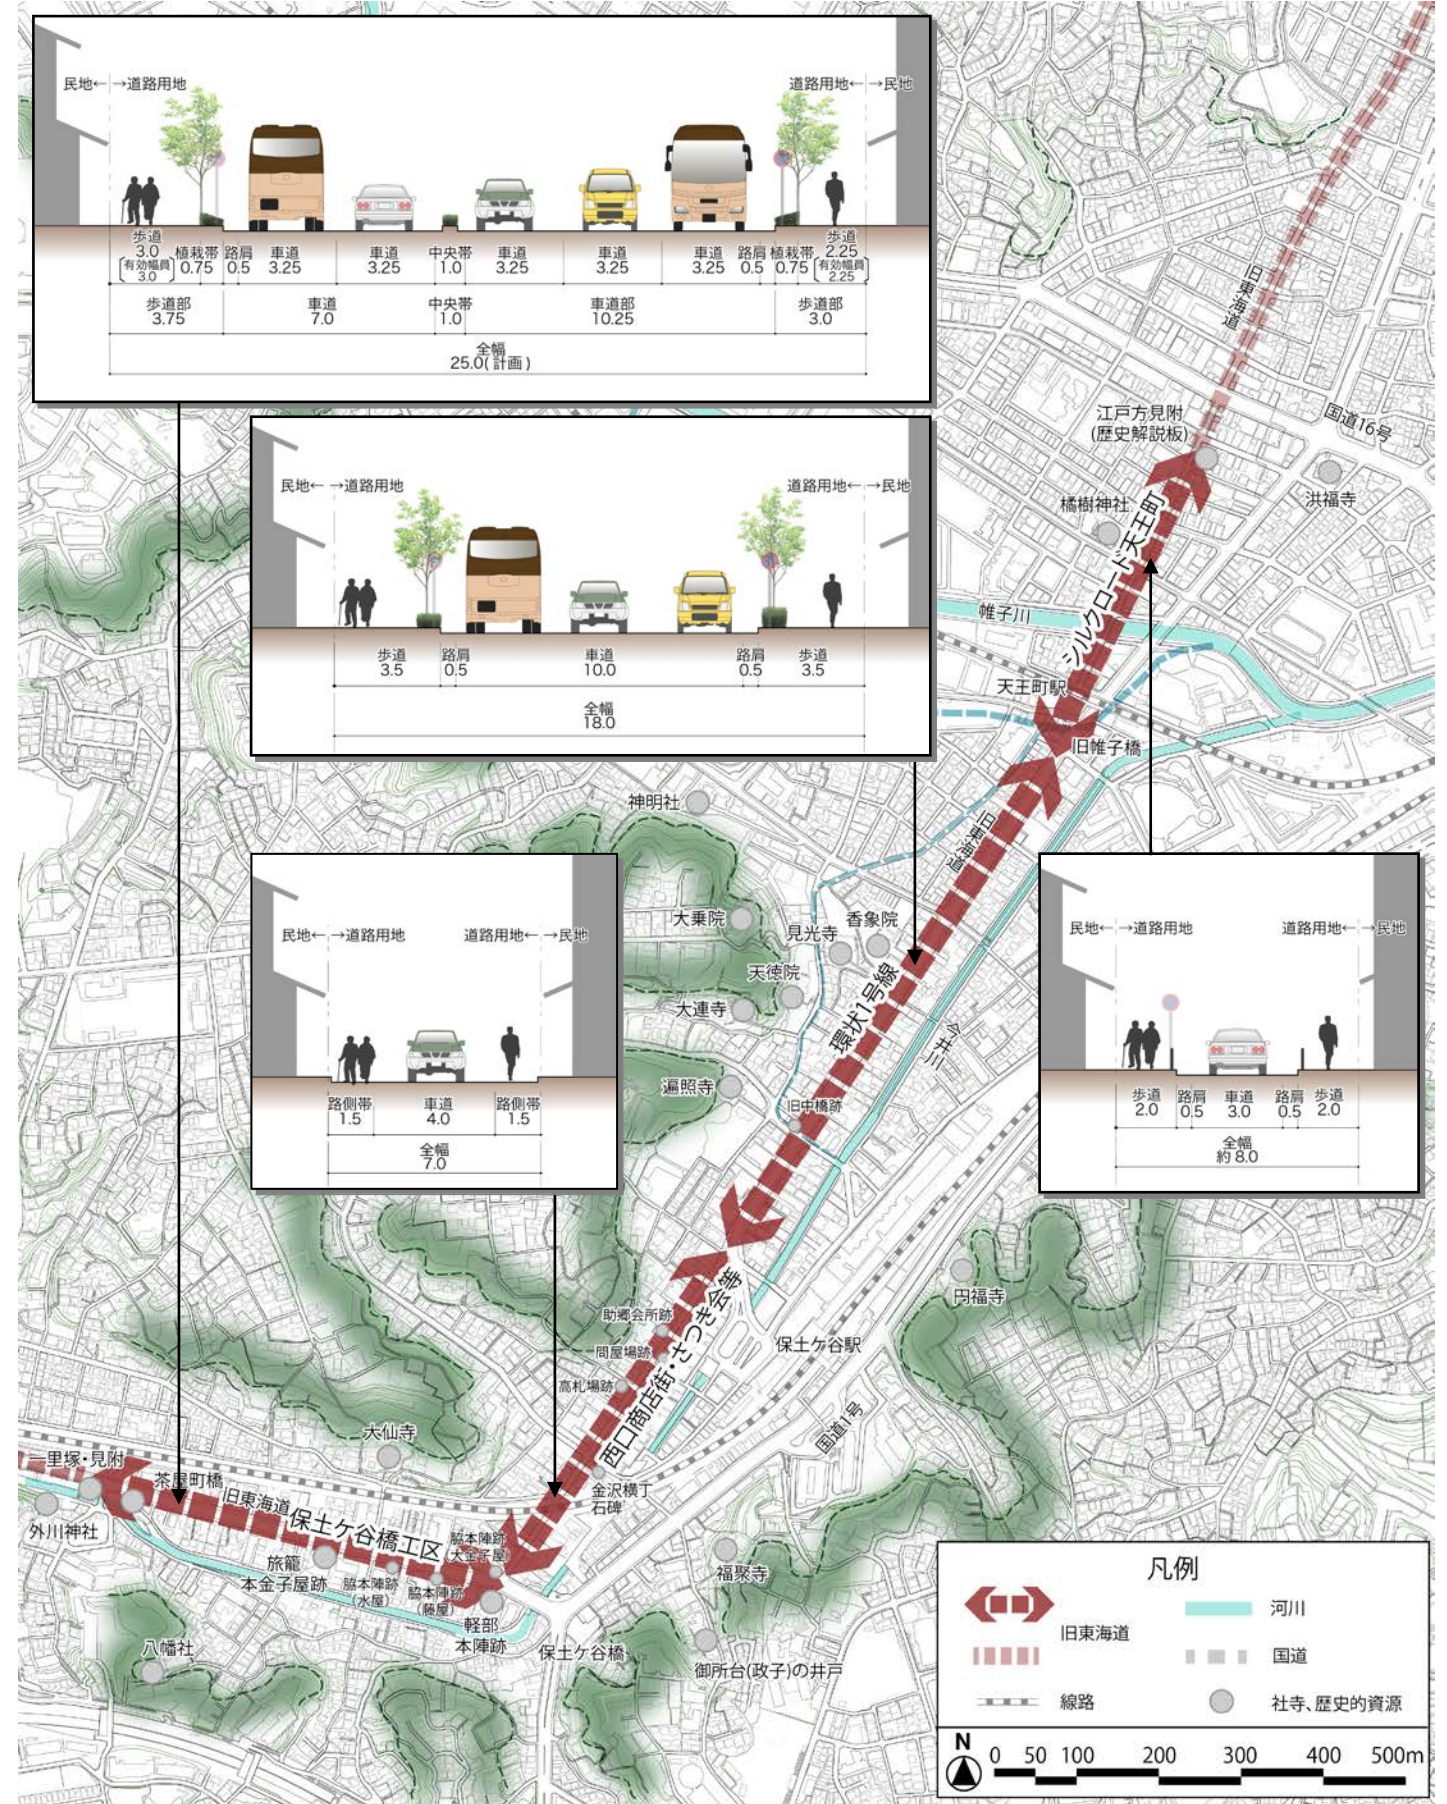 民地←→道路用地
道路用地←→民地
歩道
3.0
[有効幅員
3.0]
植栽帯
0.75
路肩
0.5
車道
3.25
車道
3.25
中央帯
1.0
車道
3.25
車道
3.25
車道
3.25
路肩
0.5
植栽帯
0.75
歩道
2.25
[有効幅員
2.25]
歩道部
3.75
車道
7.0
中央帯
1.0
車道部
10.25
歩道部
3.0
全幅
25.0(計画)
民地←→道路用地
道路用地←→民地
歩道
3.5
路肩
0.5
車道
10.0
路肩
0.5
歩道
3.5
全幅
18.0
民地←→道路用地
道路用地←→民地
路側帯
1.5
車道
4.0
路側帯
1.5
全幅
7.0
民地←→道路用地
道路用地←→民地
歩道
2.0
路肩
0.5
車道
3.0
路肩
0.5
歩道
2.0
全幅
約8.0
旧東海道
江戸方見附
(歴史解説板)
国道16号
洪福寺
橘樹神社
シルクロード天王町
帷子川
天王町駅
旧帷子橋
神明社
旧東海道
大乗院
見光寺
香象院
天徳院
大連寺
環状1号線
今井川
遍照寺
旧中橋跡
円福寺
助郷会所跡
問屋場跡
高札場跡
西口商店街・さつき会等
保土ケ谷駅
国道1号
大仙寺
金沢横丁
石碑
一里塚・見附
茶屋町橋
旧東海道
保土ケ谷橋工区
外川神社
旅籠
本金子屋跡
脇本陣跡
(水屋)
脇本陣跡
(藤屋)
脇本陣跡
(大金子屋)
軽部
本陣跡
福聚寺
八幡社
保土ケ谷橋
御所台(政子)の井戸
凡例
旧東海道
線路
河川
国道
社寺、歴史的資源
N
0 50 100 200 300 400 500m